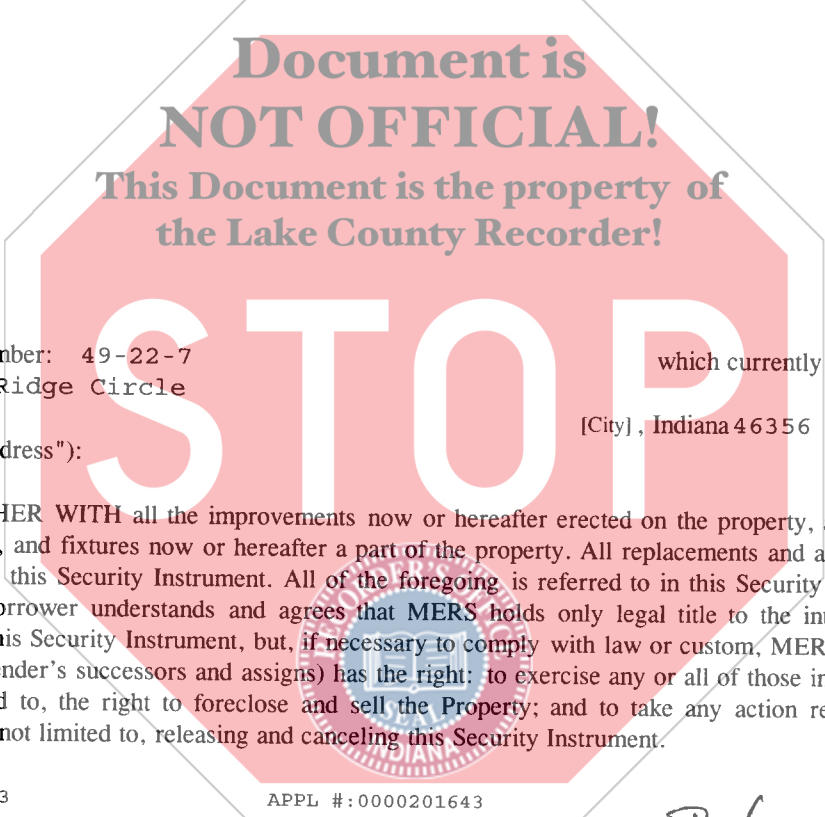 Document is
NOT OFFICIAL!
This Document is the property of
the Lake County Recorder!
STOP
nber: 49-22-7 which currently
Ridge Circle
[City] , Indiana 46356
dress"):
HER WITH all the improvements now or hereafter erected on the property,
, and fixtures now or hereafter a part of the property. All replacements and a
this Security Instrument. All of the foregoing is referred to in this Security
orrower understands and agrees that MERS holds only legal title to the in
is Security Instrument, but, if necessary to comply with law or custom, MER
ender's successors and assigns) has the right: to exercise any or all of those in
d to, the right to foreclose and sell the Property; and to take any action re
not limited to, releasing and canceling this Security Instrument.
SEAL
INDIANA
3 APPL #:0000201643